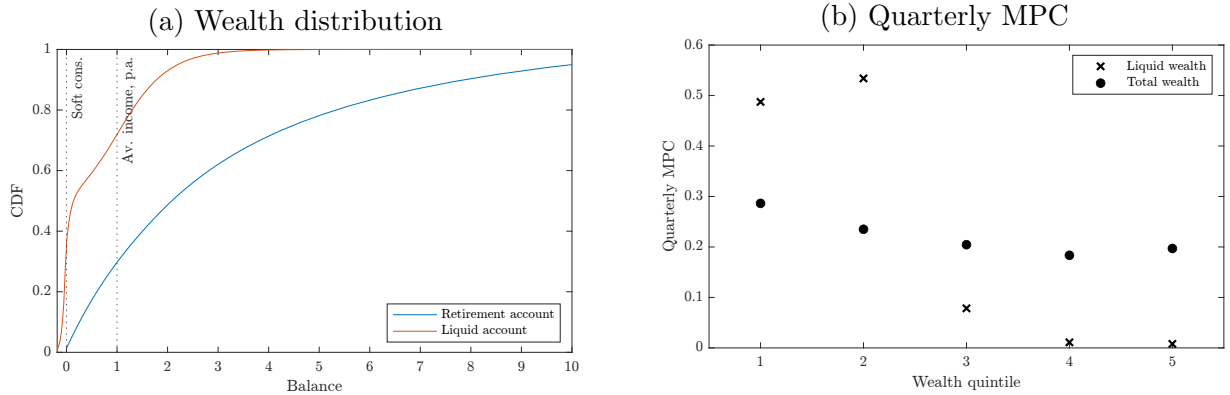 (a) Wealth distribution
1
0.8
0.6
0.4
0.2
0
CDF
Soft cons.
Av. income, p.a.
Retirement account
Liquid account
0 1 2 3 4 5 6 7 8 9 10
Balance
(b) Quarterly MPC
0.6
0.5
0.4
0.3
0.2
0.1
0
Quarterly MPC
Liquid wealth
Total wealth
1 2 3 4 5
Wealth quintile